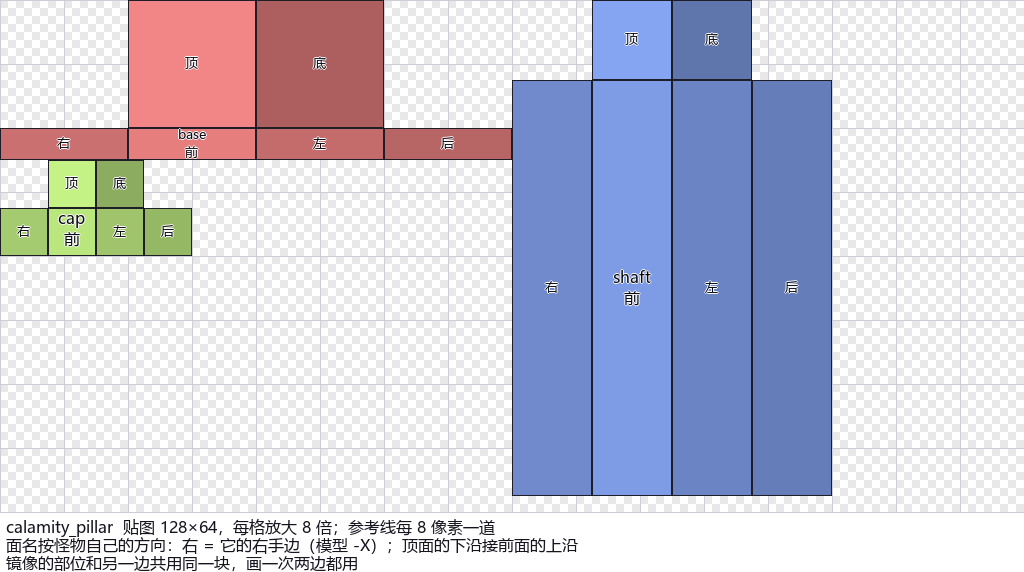 顶
底
顶
底
右
base
前
左
后
顶
底
右
cap
前
左
后
右
shaft
前
左
后
calamity_pillar 贴图 128×64，每格放大 8 倍；参考线每 8 像素一道
面名按怪物自己的方向：右 = 它的右手边（模型 -X）；顶面的下沿接前面的上沿
镜像的部位和另一边共用同一块，画一次两边都用